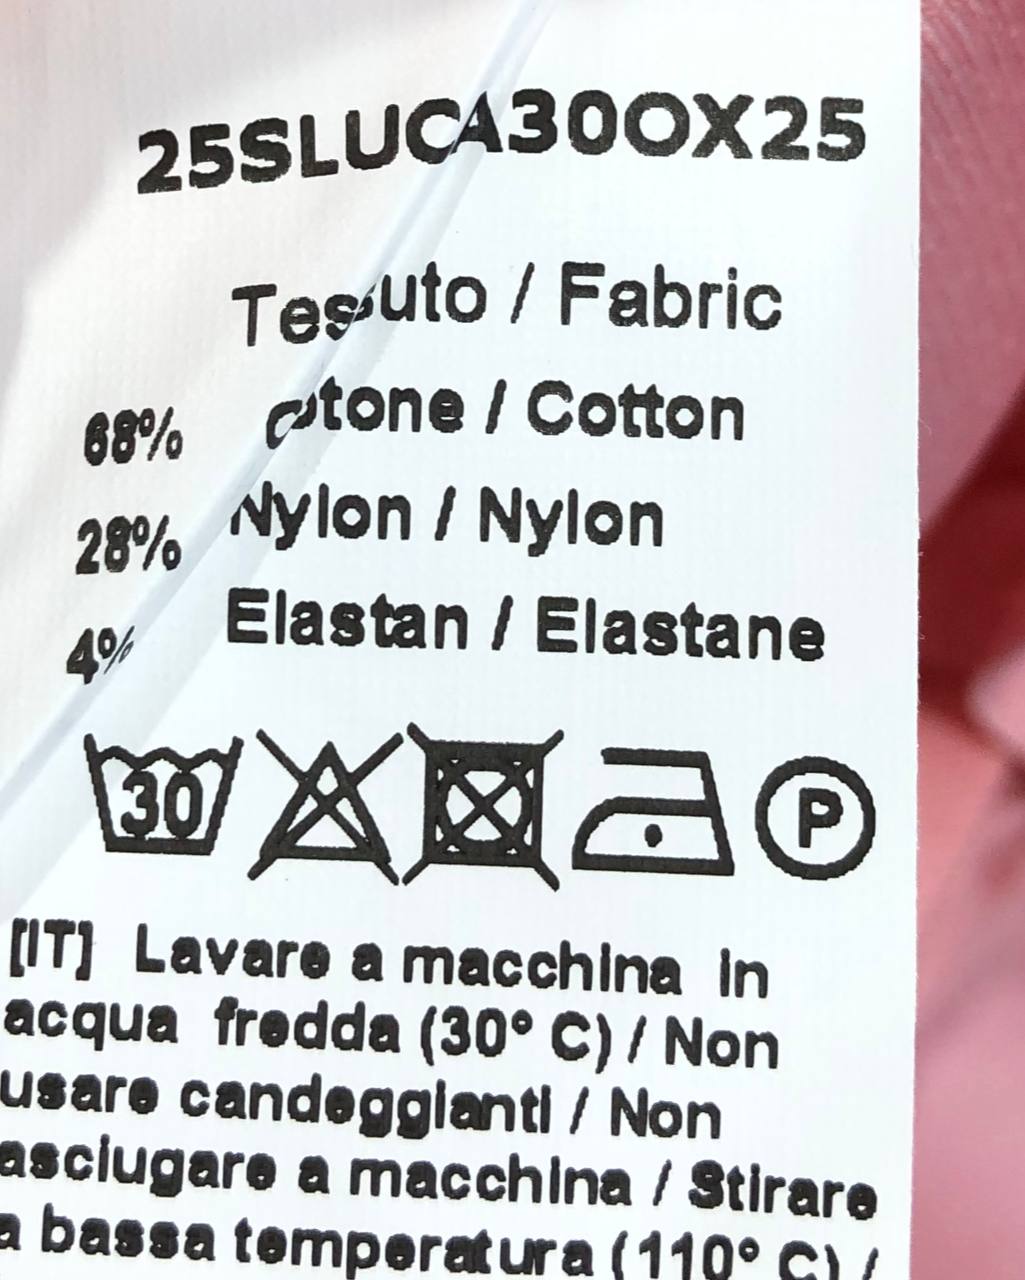 25SLUCA30OX25
Tessuto / Fabric
68% Cotone / Cotton
28% Nylon / Nylon
4% Elastan / Elastane
30 P
[IT] Lavare a macchina in
acqua fredda (30° C) / Non
usare candeggianti / Non
asciugare a macchina / Stirare
a bassa temperatura (110° C) /